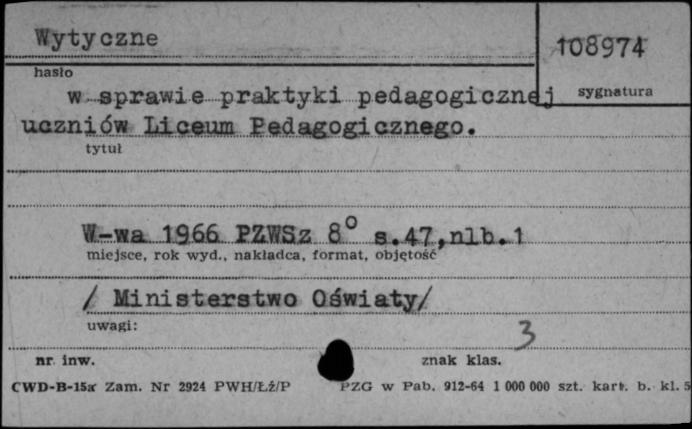 Wytyczne
108974
hasło
sygnatura
w sprawie praktyki pedagogicznej
uczniów Liceum Pedagogicznego.
tytuł
W-wa 1966 PZWSz 8° s.47,nlb.1
miejsce, rok wyd., nakładca, format, objętość
/ Ministerstwo Oświaty/
uwagi:
3
nr. inw.
znak klas.
CWD-B-15a Zam. Nr 2924 PWH/Łź/P
PZG w Pab. 912-64 1 000 000 szt. kart. b. kl. 5